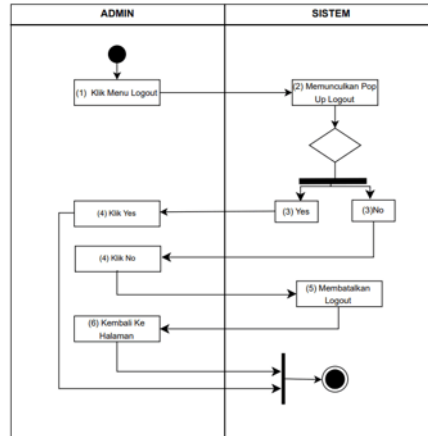 ADMIN
SISTEM
(1) Klik Menu Logout
(2) Memunculkan Pop
Up Logout
(3) Yes
(3)No
(4) Klik Yes
(4) Klik No
(5) Membatalkan
Logout
(6) Kembali Ke
Halaman